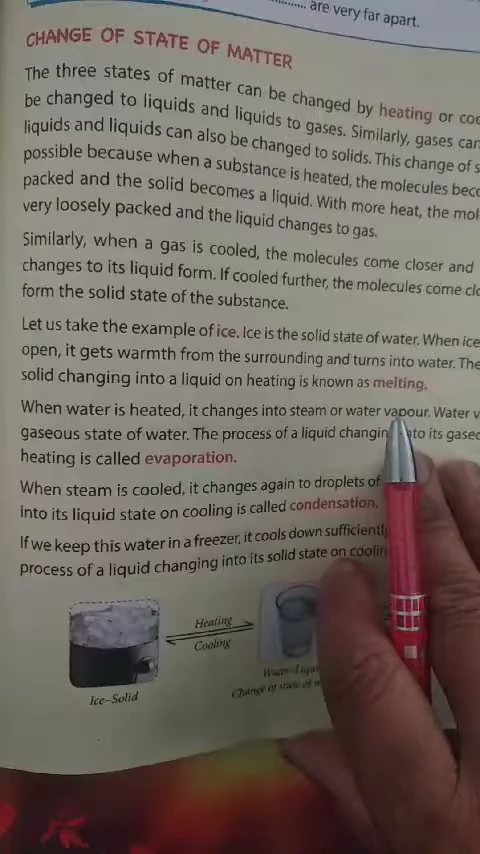 ............ are very far apart.
CHANGE OF STATE OF MATTER
The three states of matter can be changed by heating or
be changed to liquids and liquids to gases. Similarly, gases
liquids and liquids can also be changed to solids. This change of
possible because when a substance is heated, the molecules
packed and the solid becomes a liquid. With more heat, the
very loosely packed and the liquid changes to gas.
Similarly, when a gas is cooled, the molecules come closer and
changes to its liquid form. If cooled further, the molecules come
form the solid state of the substance.
Let us take the example of ice. Ice is the solid state of water. When ice
open, it gets warmth from the surrounding and turns into water. The
solid changing into a liquid on heating is known as melting.
When water is heated, it changes into steam or water vapour. Water
gaseous state of water. The process of a liquid its
heating is called evaporation.
When steam is cooled, it changes again to droplets of
into its liquid state on cooling is called condensation.
If we keep this water in a freezer, it cools down
process of a liquid changing into its solid state on
Heating
Cooling
Ice–Solid
Change of state of